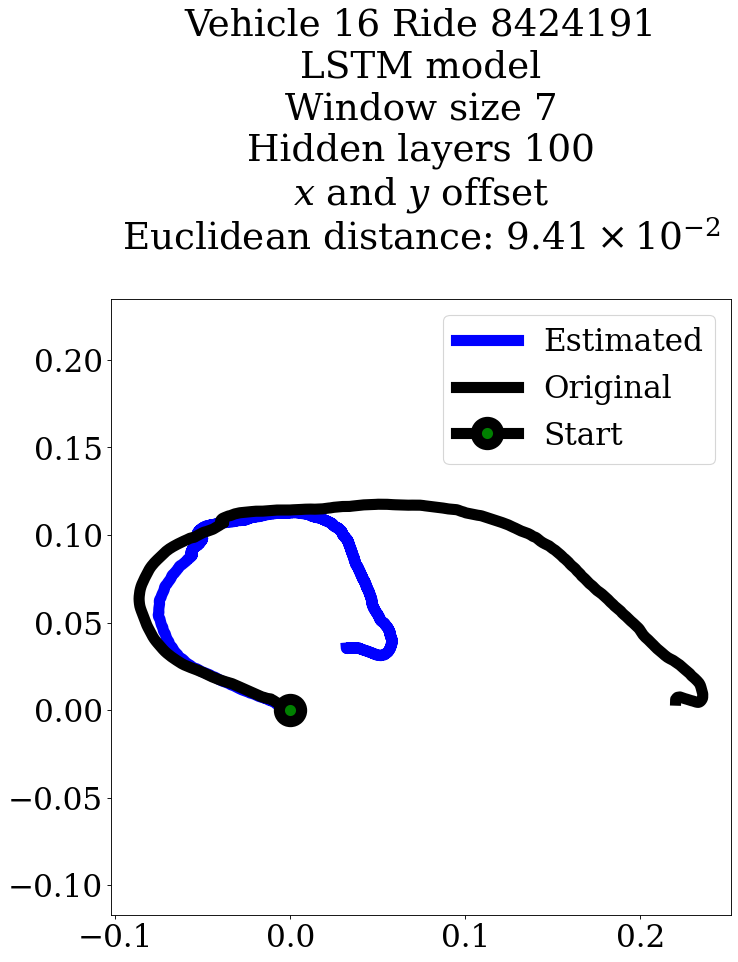 Vehicle 16 Ride 8424191
LSTM model
Window size 7
Hidden layers 100
x and y offset
Euclidean distance: 9.41 × 10⁻²
Estimated
Original
Start
0.20
0.15
0.10
0.05
0.00
−0.05
−0.10
−0.1 0.0 0.1 0.2